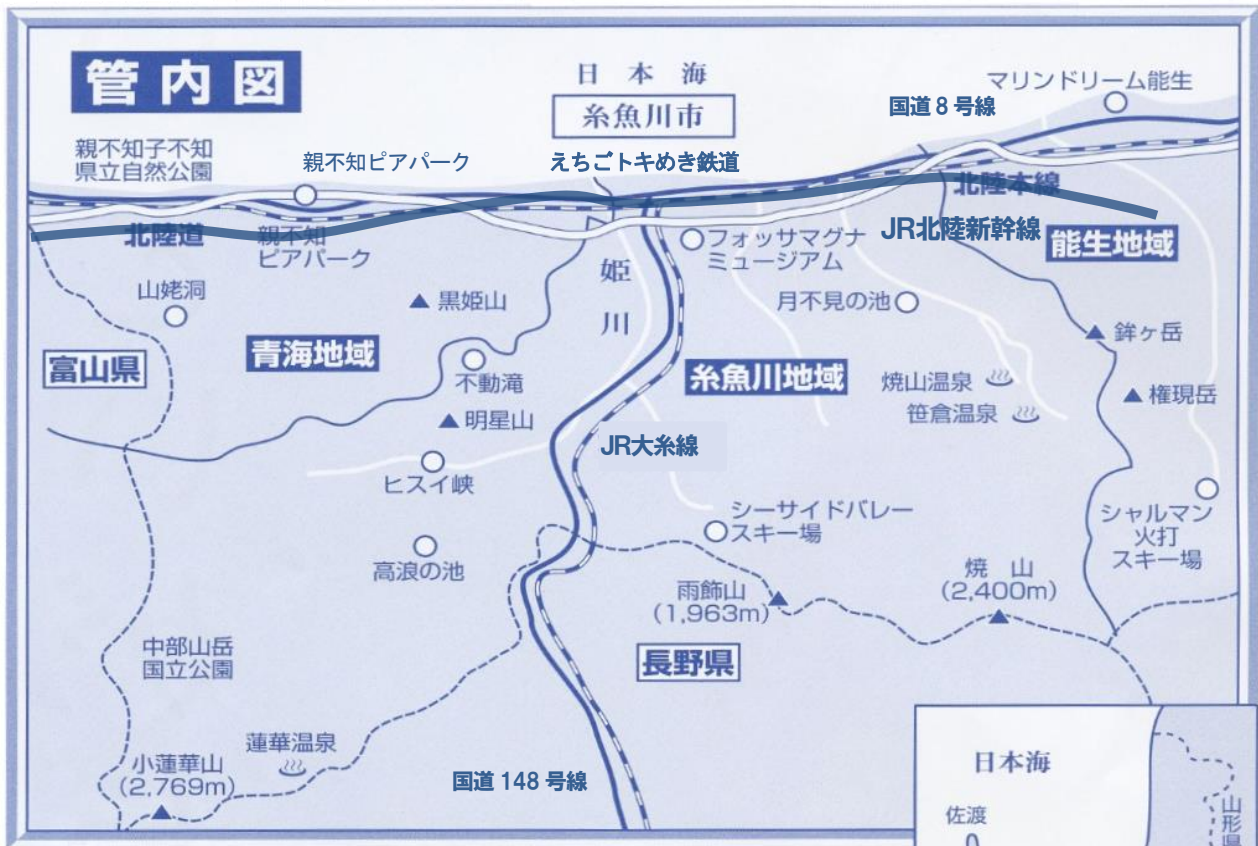 管内図
日本海
糸魚川市
マリンドリーム能生
国道8号線
親不知子不知
県立自然公園
親不知ピアパーク
えちごトキめき鉄道
北陸本線
北陸道
親不知
ピアパーク
JR北陸新幹線
能生地域
フォッサマグナ
ミュージアム
姫川
山姥洞
黒姫山
月不見の池
鉾ヶ岳
富山県
青海地域
不動滝
糸魚川地域
焼山温泉
権現岳
笹倉温泉
明星山
JR大糸線
ヒスイ峡
シーサイドバレー
スキー場
シャルマン
火打
スキー場
高浪の池
雨飾山
(1,963m)
焼山
(2,400m)
中部山岳
国立公園
長野県
蓮華温泉
小蓮華山
(2,769m)
国道148号線
日本海
佐渡
山形県